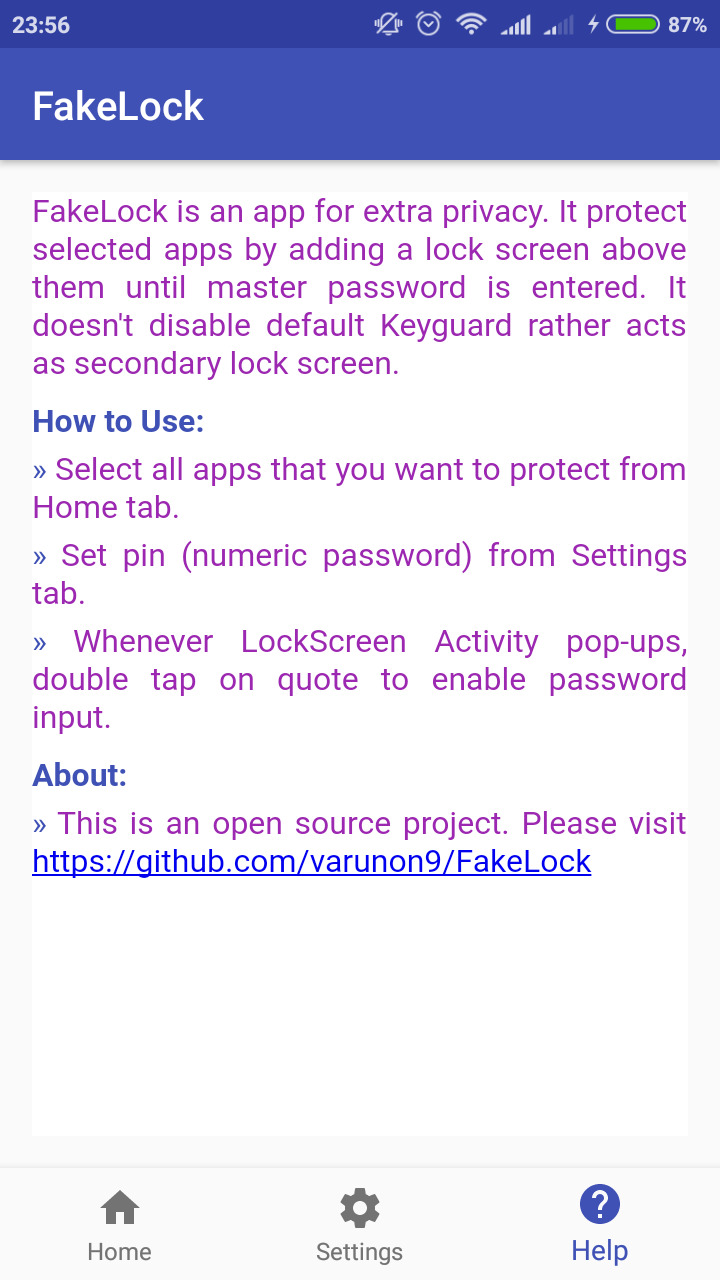 23:56
87%
FakeLock
FakeLock is an app for extra privacy. It protect
selected apps by adding a lock screen above
them until master password is entered. It
doesn't disable default Keyguard rather acts
as secondary lock screen.
How to Use:
» Select all apps that you want to protect from
Home tab.
» Set pin (numeric password) from Settings
tab.
» Whenever LockScreen Activity pop-ups,
double tap on quote to enable password
input.
About:
» This is an open source project. Please visit
https://github.com/varunon9/FakeLock
Home
Settings
Help